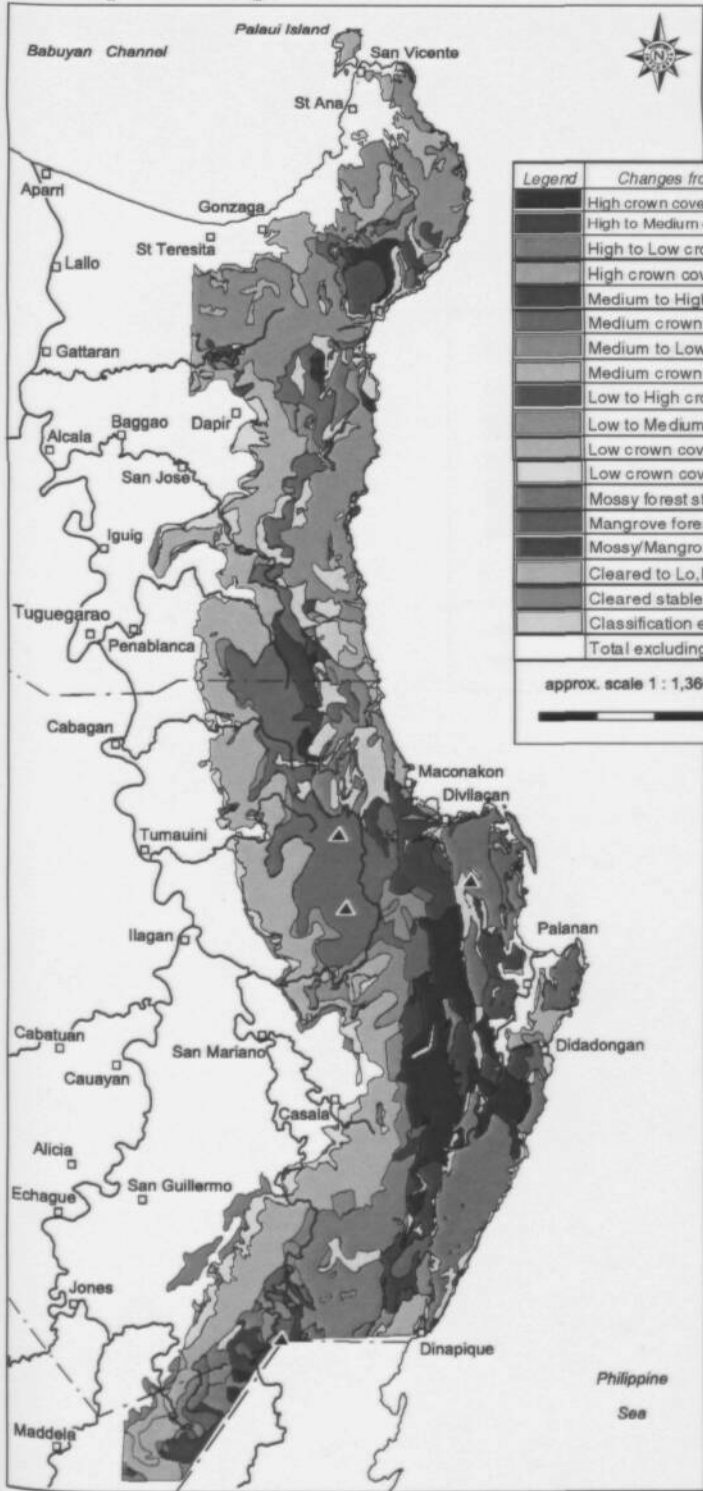 Palaui Island
Babuyan Channel
San Vicente
N
St Ana
Aparri
Gonzaga
St Teresita
Lallo
Gattaran
Dapir
Baggao
Alcala
San Jose
Iguig
Tuguegarao
Penablanca
Cabagan
Maconakon
Divilacan
Tumauini
Palanan
Ilagan
Cabatuan
San Mariano
Didadongan
Cauayan
Casala
Alicia
San Guillermo
Echague
Jones
Dinapique
Philippine
Sea
Maddela
Legend Changes fro
High crown cove
High to Medium
High to Low cro
High crown cov
Medium to High
Medium crown
Medium to Low
Medium crown
Low to High cro
Low to Medium
Low crown cov
Low crown cov
Mossy forest st
Mangrove fore
Mossy/Mangro
Cleared to Lo,
Cleared stable
Classification e
Total excluding
approx. scale 1 : 1,36